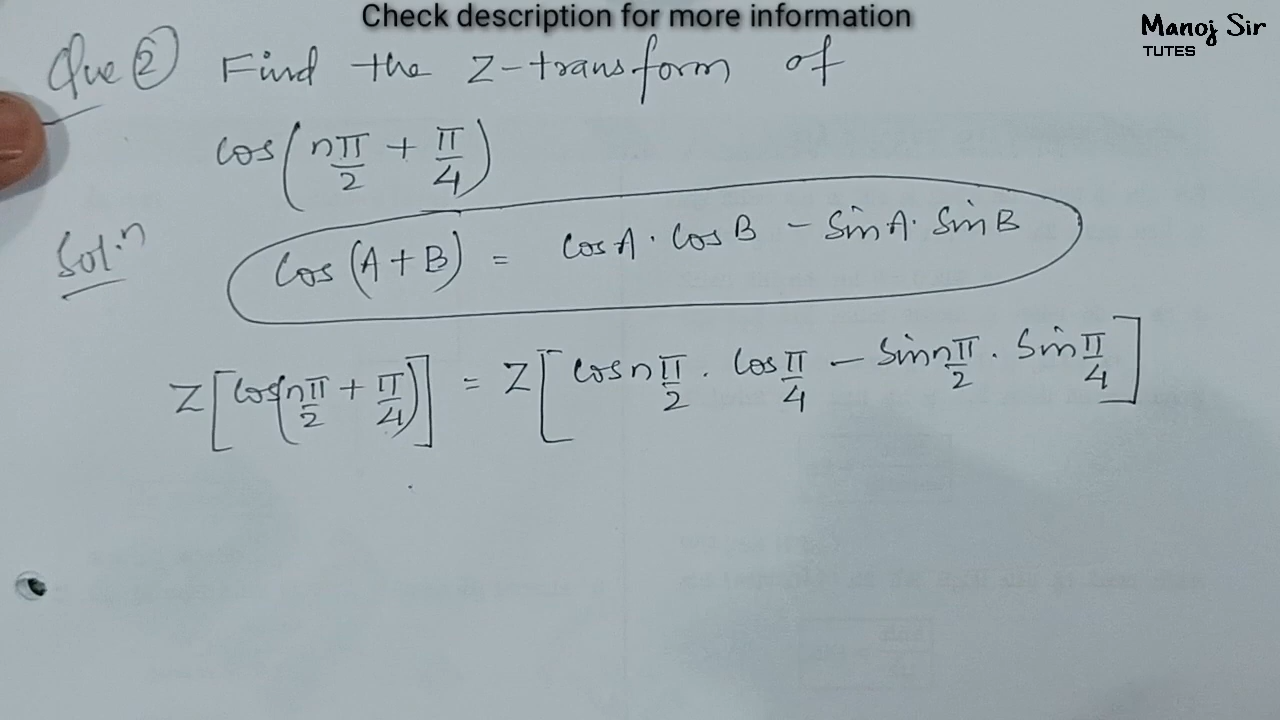 Check description for more information
Manoj Sir
TUTES
Que ② Find the Z-transform of
cos(nπ/2 + π/4)
Sol.n
cos(A+B) = cosA · cosB − sinA · sinB
Z[cos(nπ/2 + π/4)] = Z[cos nπ/2 · cos π/4 − sin nπ/2 · sin π/4]